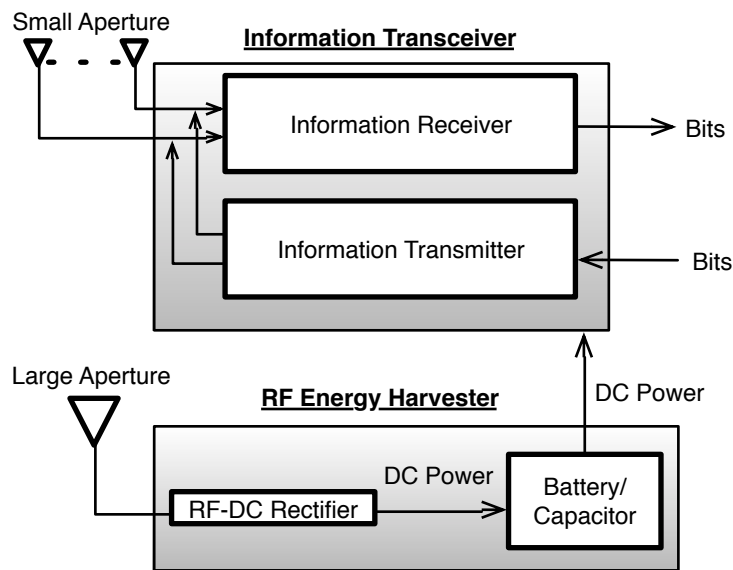 Small Aperture
Information Transceiver
Information Receiver
Bits
Information Transmitter
Bits
Large Aperture
RF Energy Harvester
DC Power
DC Power
RF-DC Rectifier
Battery/
Capacitor